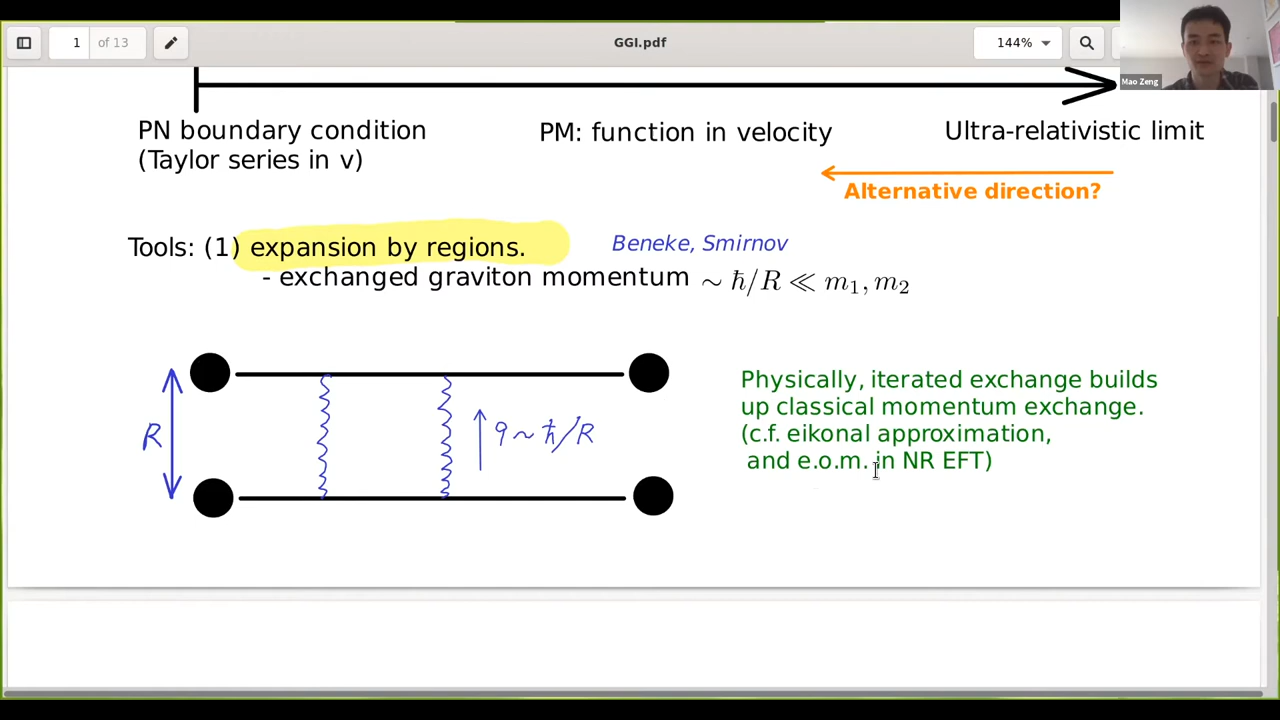 1 of 13
GGI.pdf
144%
Mao Zeng
PN boundary condition
(Taylor series in v)
PM: function in velocity
Ultra-relativistic limit
Alternative direction?
Tools: (1) expansion by regions.
Beneke, Smirnov
- exchanged graviton momentum ∼ ħ/R ≪ m₁, m₂
R
q ~ ħ/R
Physically, iterated exchange builds
up classical momentum exchange.
(c.f. eikonal approximation,
and e.o.m. in NR EFT)